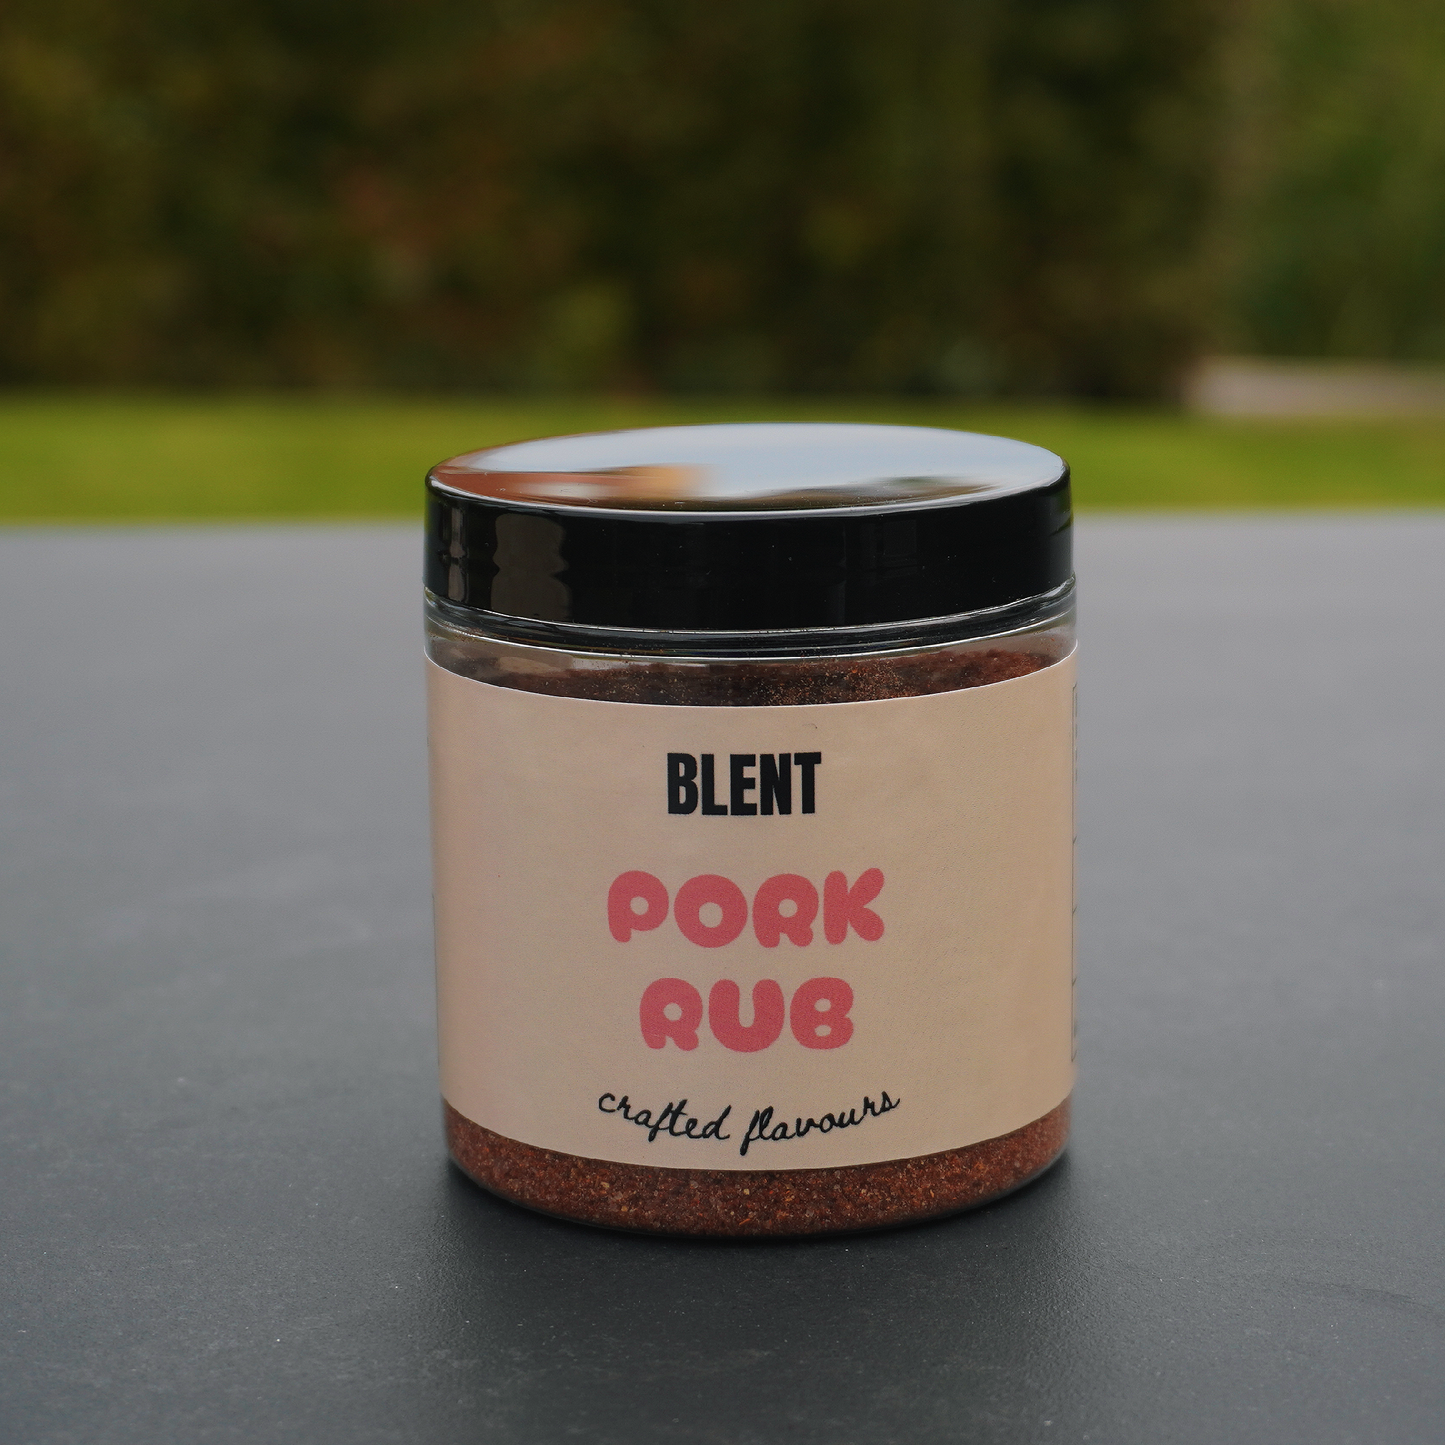 BLENT
PORK
RUB
crafted flavours